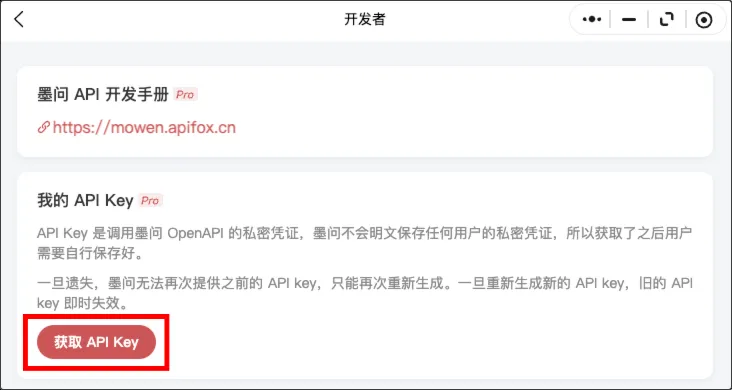 开发者
墨问 API 开发手册 Pro
https://mowen.apifox.cn
我的 API Key Pro
API Key 是调用墨问 OpenAPI 的私密凭证，墨问不会明文保存任何用户的私密凭证，所以获取了之后用户
需要自行保存好。
一旦遗失，墨问无法再次提供之前的 API key，只能再次重新生成。一旦重新生成新的 API key，旧的 API
key 即时失效。
获取 API Key